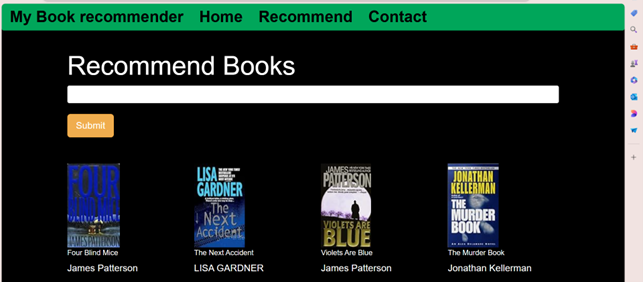 My Book recommender Home Recommend Contact
Recommend Books
Submit
FOUR
BLIND MICE
JAMES PATTERSON
Four Blind Mice
James Patterson
LISA
GARDNER
The
Next
Accident
The Next Accident
LISA GARDNER
JAMES
PATTERSON
VIOLETS ARE
BLUE
Violets Are Blue
James Patterson
JONATHAN
KELLERMAN
THE
MURDER
BOOK
The Murder Book
Jonathan Kellerman